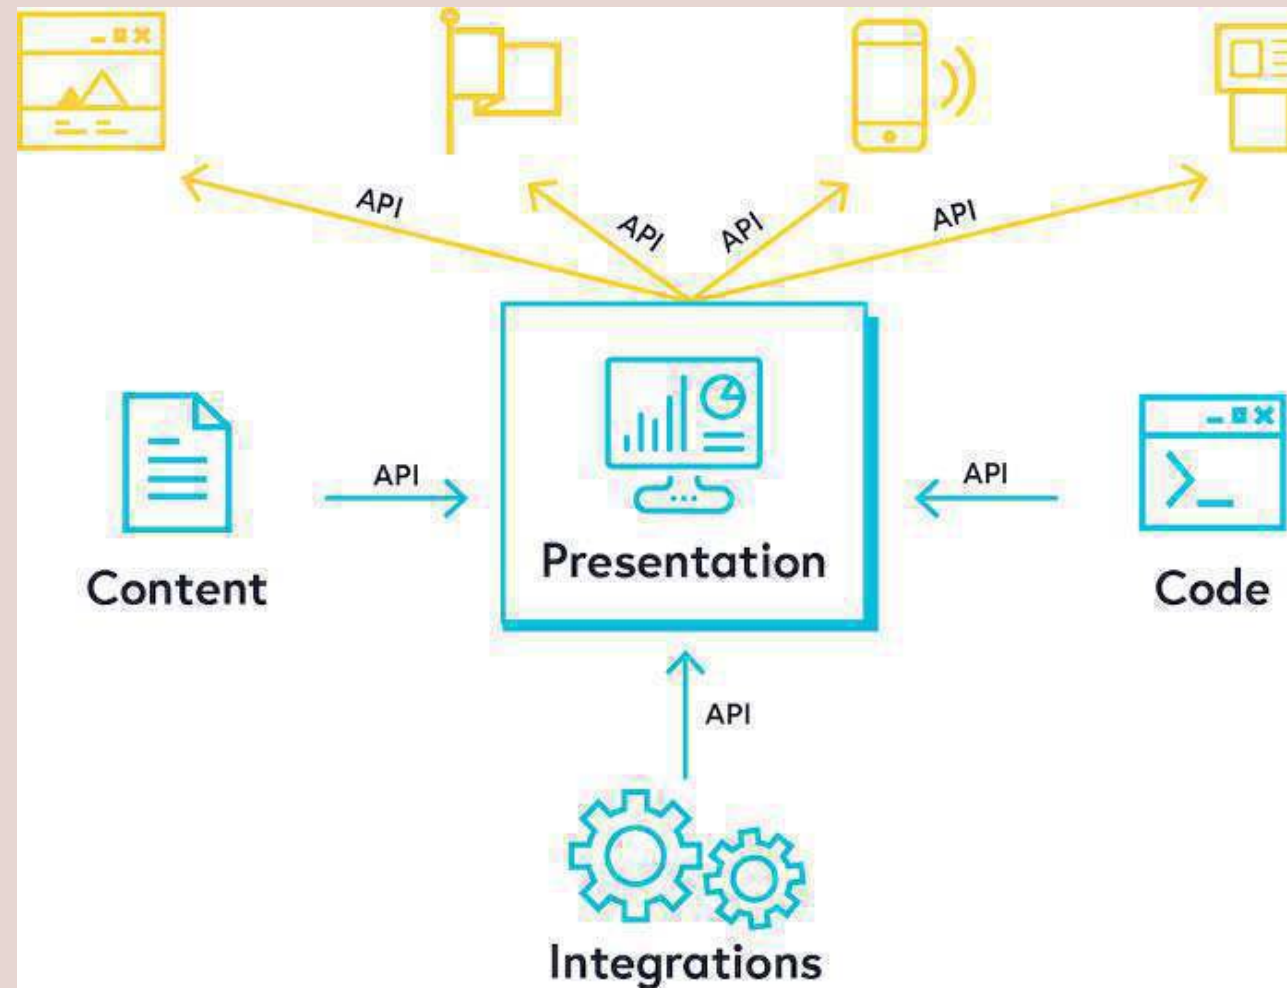 API
API
API
API
API
API
Presentation
Content
Code
API
Integrations